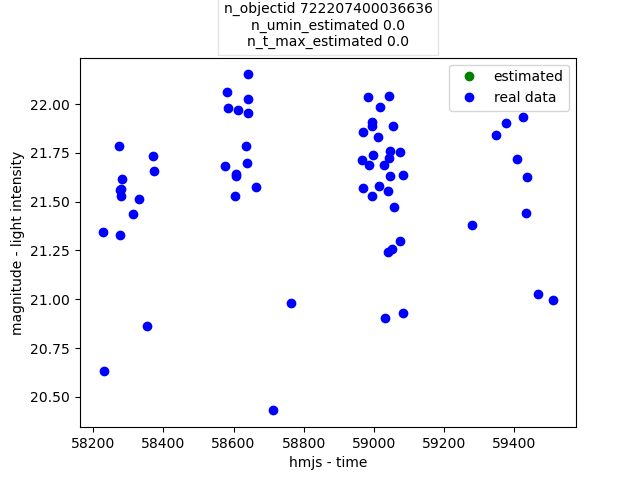 n_objectid 722207400036636
n_umin_estimated 0.0
n_t_max_estimated 0.0
estimated
real data
22.00
21.75
21.50
21.25
21.00
20.75
20.50
magnitude - light intensity
58200 58400 58600 58800 59000 59200 59400
hmjs - time